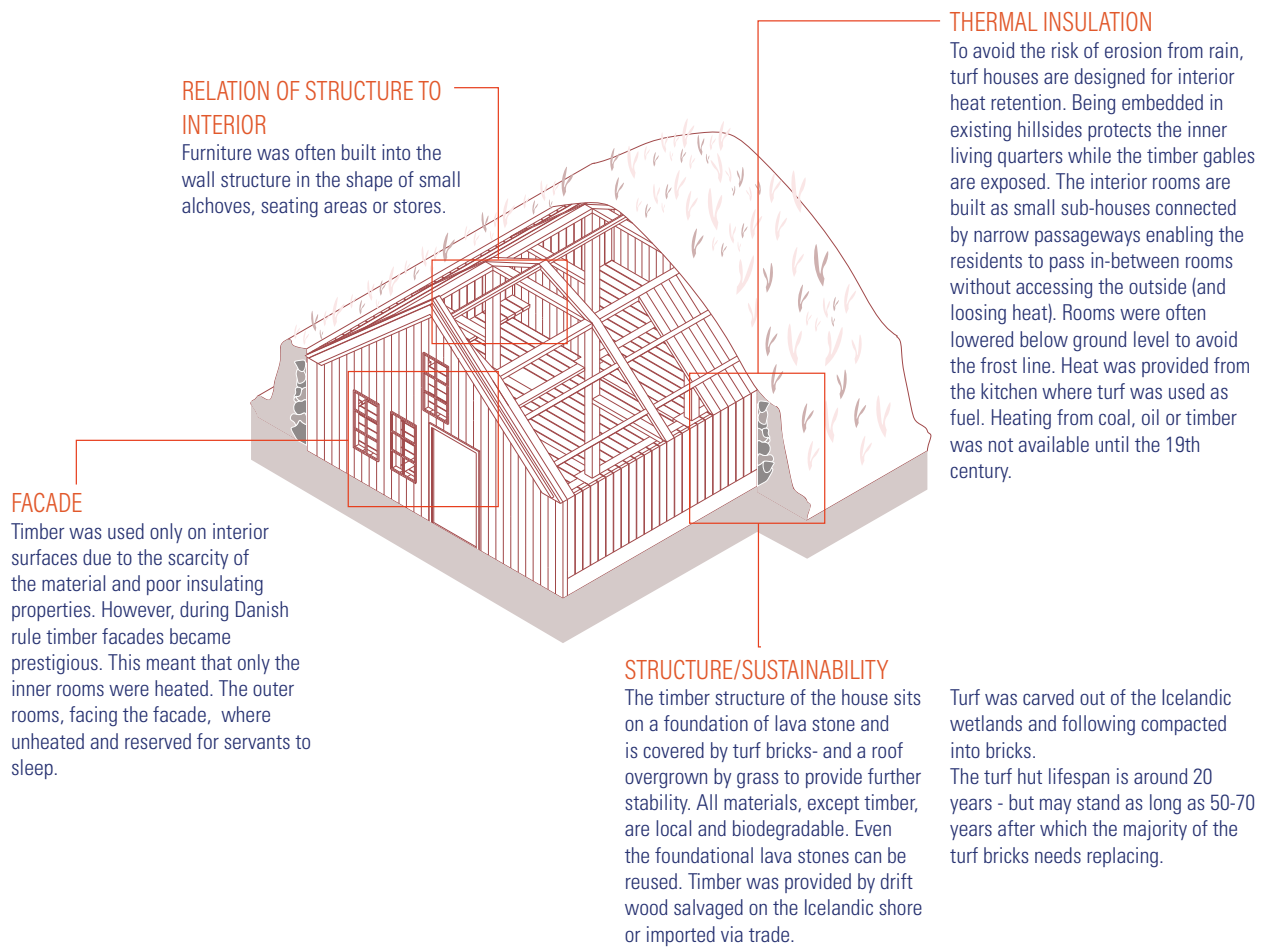 RELATION OF STRUCTURE TO
INTERIOR
Furniture was often built into the
wall structure in the shape of small
alchoves, seating areas or stores.
THERMAL INSULATION
To avoid the risk of erosion from rain,
turf houses are designed for interior
heat retention. Being embedded in
existing hillsides protects the inner
living quarters while the timber gables
are exposed. The interior rooms are
built as small sub-houses connected
by narrow passageways enabling the
residents to pass in-between rooms
without accessing the outside (and
loosing heat). Rooms were often
lowered below ground level to avoid
the frost line. Heat was provided from
the kitchen where turf was used as
fuel. Heating from coal, oil or timber
was not available until the 19th
century.
FACADE
Timber was used only on interior
surfaces due to the scarcity of
the material and poor insulating
properties. However, during Danish
rule timber facades became
prestigious. This meant that only the
inner rooms were heated. The outer
rooms, facing the facade,  where
unheated and reserved for servants to
sleep.
STRUCTURE/SUSTAINABILITY
The timber structure of the house sits
on a foundation of lava stone and
is covered by turf bricks- and a roof
overgrown by grass to provide further
stability. All materials, except timber,
are local and biodegradable. Even
the foundational lava stones can be
reused. Timber was provided by drift
wood salvaged on the Icelandic shore
or imported via trade.
Turf was carved out of the Icelandic
wetlands and following compacted
into bricks.
The turf hut lifespan is around 20
years - but may stand as long as 50-70
years after which the majority of the
turf bricks needs replacing.